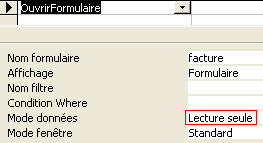 OuvrirFormulaire
Nom formulaire facture
Affichage Formulaire
Nom filtre
Condition Where
Mode données Lecture seule
Mode fenêtre Standard